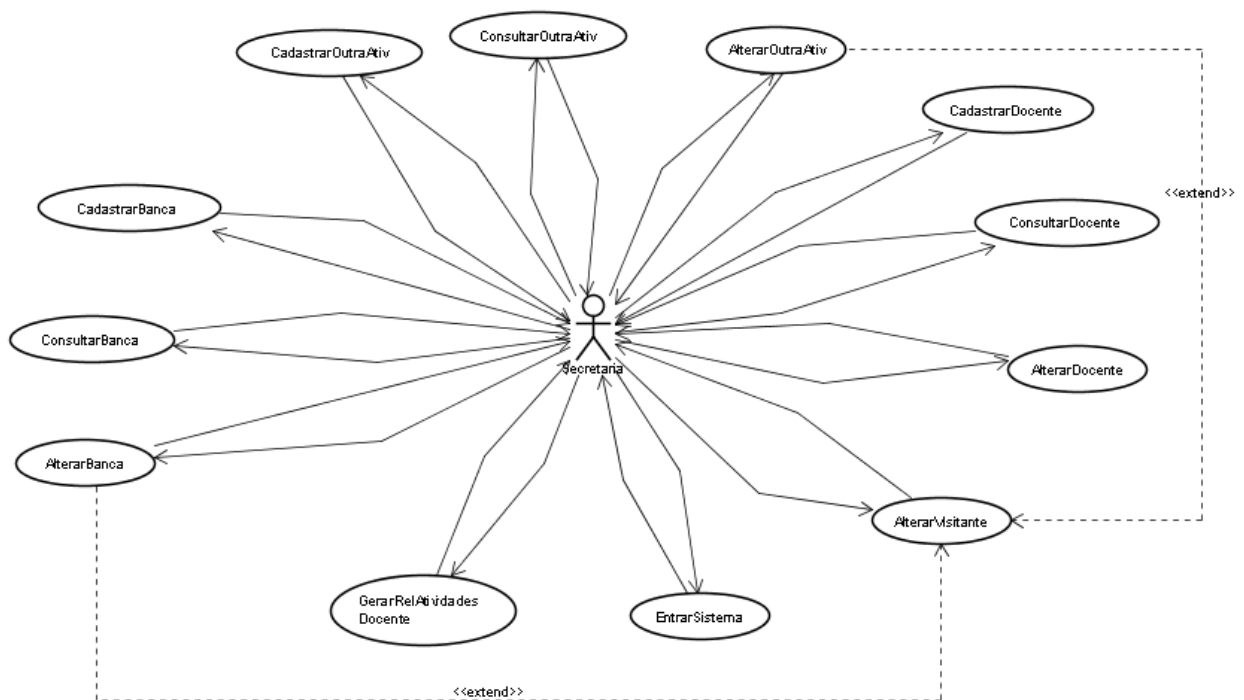 ConsultarOutraAtiv
CadastrarOutraAtiv
AlterarOutraAtiv
CadastrarDocente
<<extend>>
CadastrarBanca
ConsultarDocente
ConsultarBanca
Secretaria
AlterarDocente
AlterarBanca
AlterarVisitante
GerarRelAtividades
Docente
EntrarSistema
<<extend>>